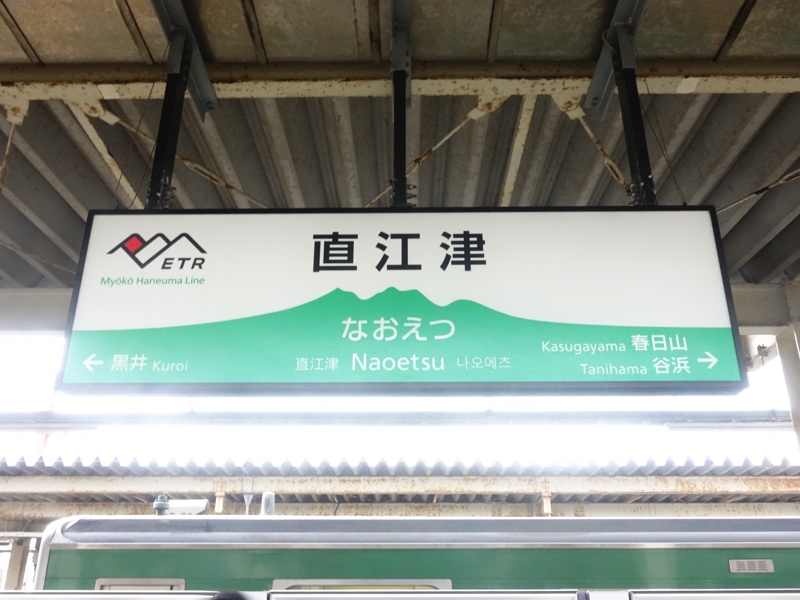 直江津
ETR
Myōkō Haneuma Line
なおえつ
← 黒井 Kuroi
直江津 Naoetsu 나오에츠
Kasugayama 春日山
Tanihama 谷浜 →